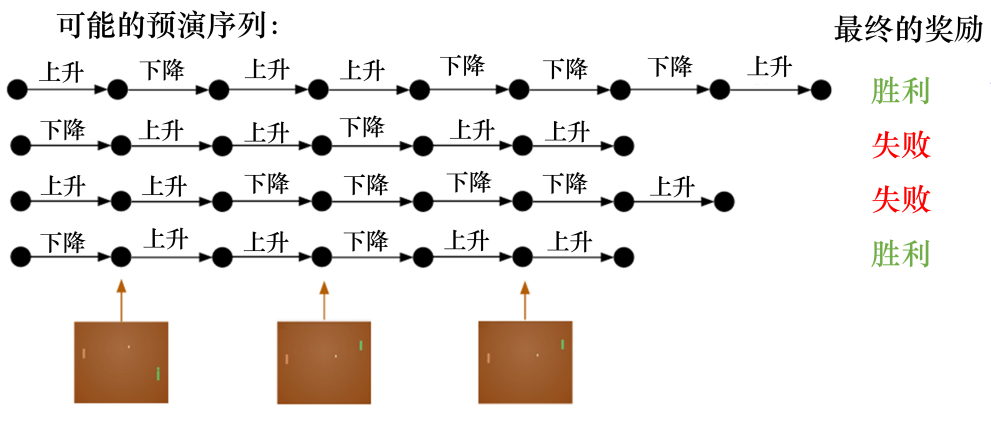 可能的预演序列： 最终的奖励
上升 下降 上升 上升 下降 下降 下降 上升 胜利
下降 上升 上升 下降 上升 上升 失败
上升 上升 下降 下降 下降 下降 上升 失败
下降 上升 上升 下降 上升 上升 胜利